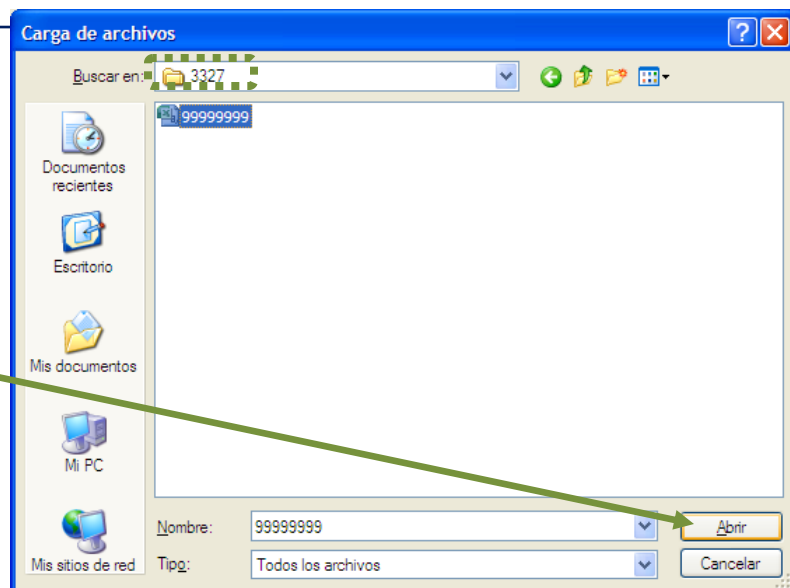 Carga de archivos
Buscar en: 3327
99999999
Documentos
recientes
Escritorio
Mis documentos
Mi PC
Mis sitios de red
Nombre: 99999999 Abrir
Tipo: Todos los archivos Cancelar